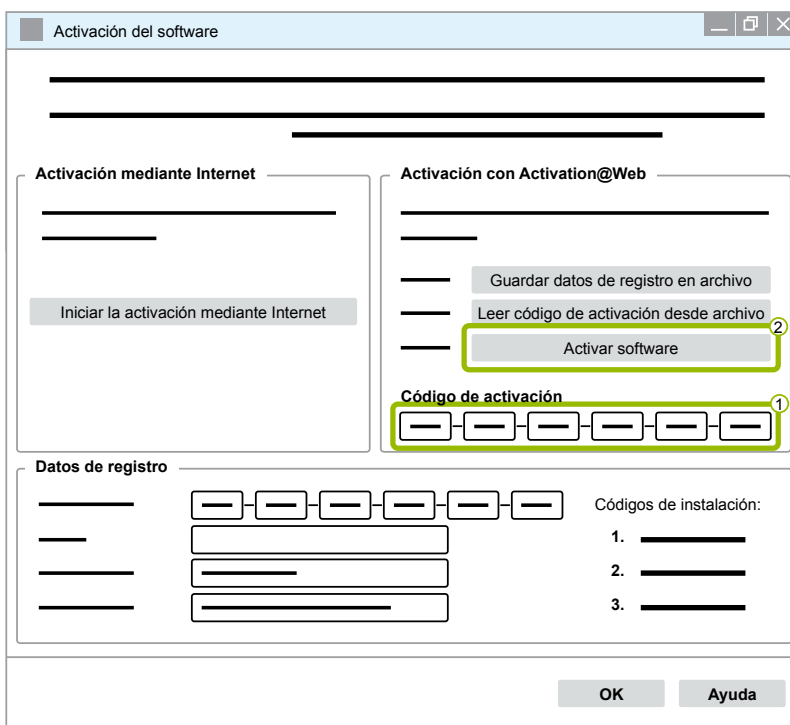 Activación del software
Activación mediante Internet
Iniciar la activación mediante Internet
Activación con Activation@Web
Guardar datos de registro en archivo
Leer código de activación desde archivo
2
Activar software
Código de activación
1
Datos de registro
Códigos de instalación:
1.
2.
3.
OK
Ayuda